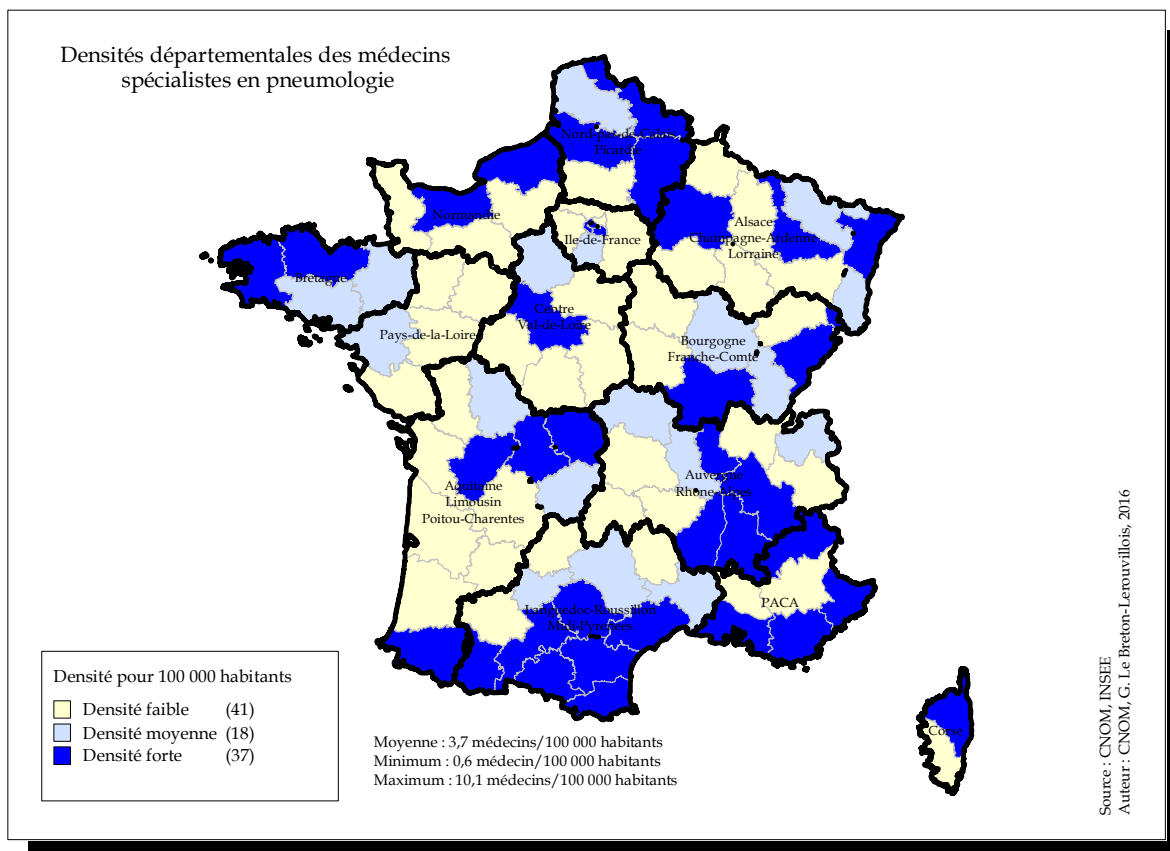 Densités départementales des médecins
spécialistes en pneumologie
Nord-pas-de-Calais
Picardie
Normandie
Ile-de-France
Alsace
Champagne-Ardenne
Lorraine
Bretagne
Pays-de-la-Loire
Centre
Val-de-Loire
Bourgogne
Franche-Comté
Aquitaine
Limousin
Poitou-Charentes
Auvergne
Rhone-Alpes
Languedoc-Roussillon
Midi-Pyrénées
PACA
Corse
Densité pour 100 000 habitants
Densité faible (41)
Densité moyenne (18)
Densité forte (37)
Moyenne : 3,7 médecins/100 000 habitants
Minimum : 0,6 médecin/100 000 habitants
Maximum : 10,1 médecins/100 000 habitants
Source : CNOM, INSEE
Auteur : CNOM, G. Le Breton-Lerouvillois, 2016